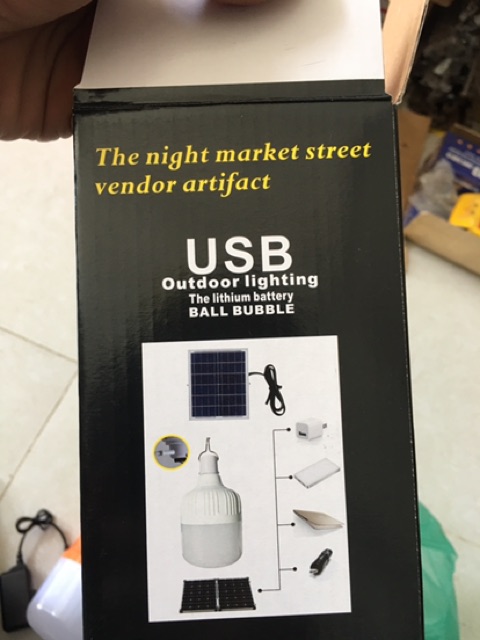 The night market street
vendor artifact
USB
Outdoor lighting
The lithium battery
BALL BUBBLE